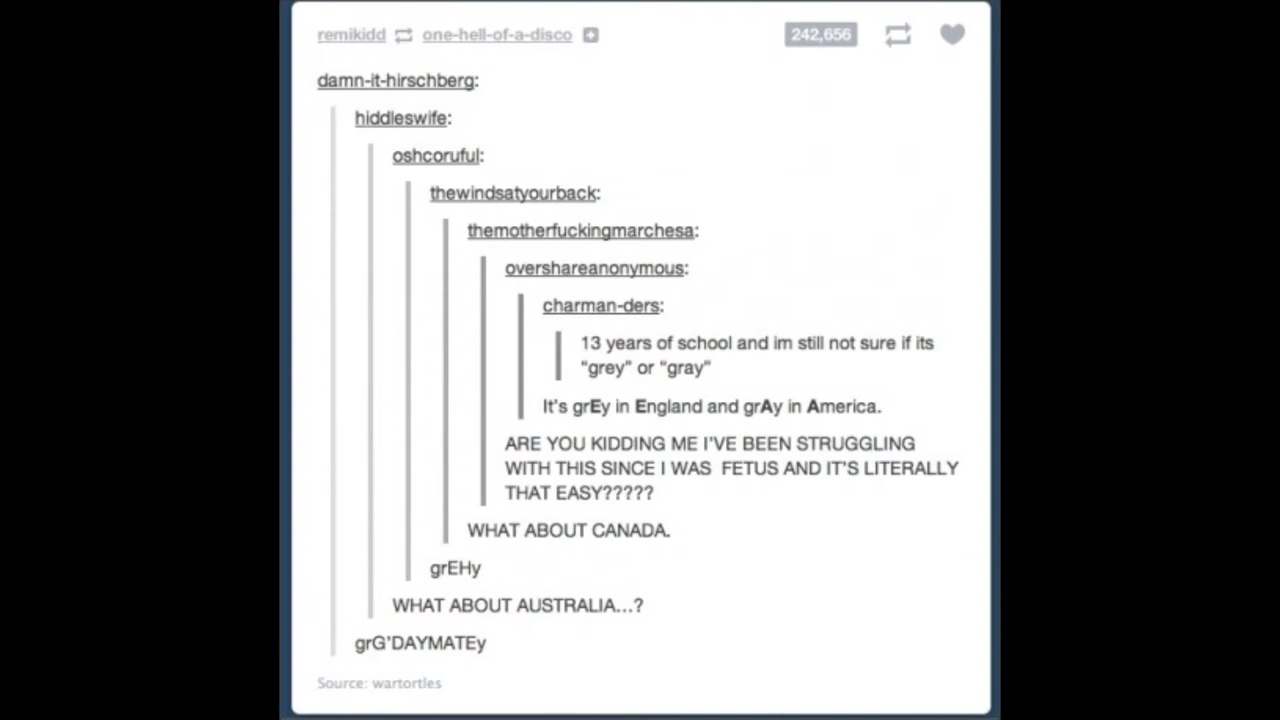 remikidd one-hell-of-a-disco 242,656
damn-it-hirschberg:
hiddleswife:
oshcoruful:
thewindsatyourback:
themotherfuckingmarchesa:
overshareanonymous:
charman-ders:
13 years of school and im still not sure if its
"grey" or "gray"
It's grEy in England and grAy in America.
ARE YOU KIDDING ME I'VE BEEN STRUGGLING
WITH THIS SINCE I WAS FETUS AND IT'S LITERALLY
THAT EASY?????
WHAT ABOUT CANADA.
grEHy
WHAT ABOUT AUSTRALIA...?
grG'DAYMATEy
Source: wartortles